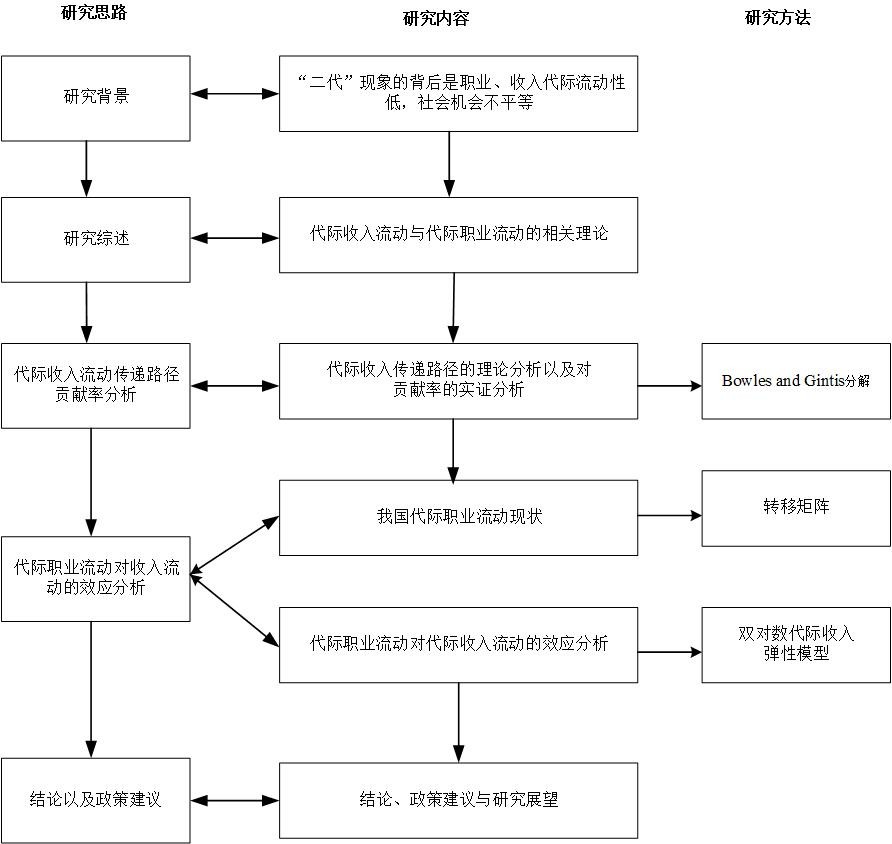 研究思路
研究内容
研究方法
研究背景
“二代”现象的背后是职业、收入代际流动性
低，社会机会不平等
研究综述
代际收入流动与代际职业流动的相关理论
代际收入流动传递路径
贡献率分析
代际收入传递路径的理论分析以及对
贡献率的实证分析
Bowles and Gintis分解
我国代际职业流动现状
转移矩阵
代际职业流动对收入流
动的效应分析
代际职业流动对代际收入流动的效应分析
双对数代际收入
弹性模型
结论以及政策建议
结论、政策建议与研究展望